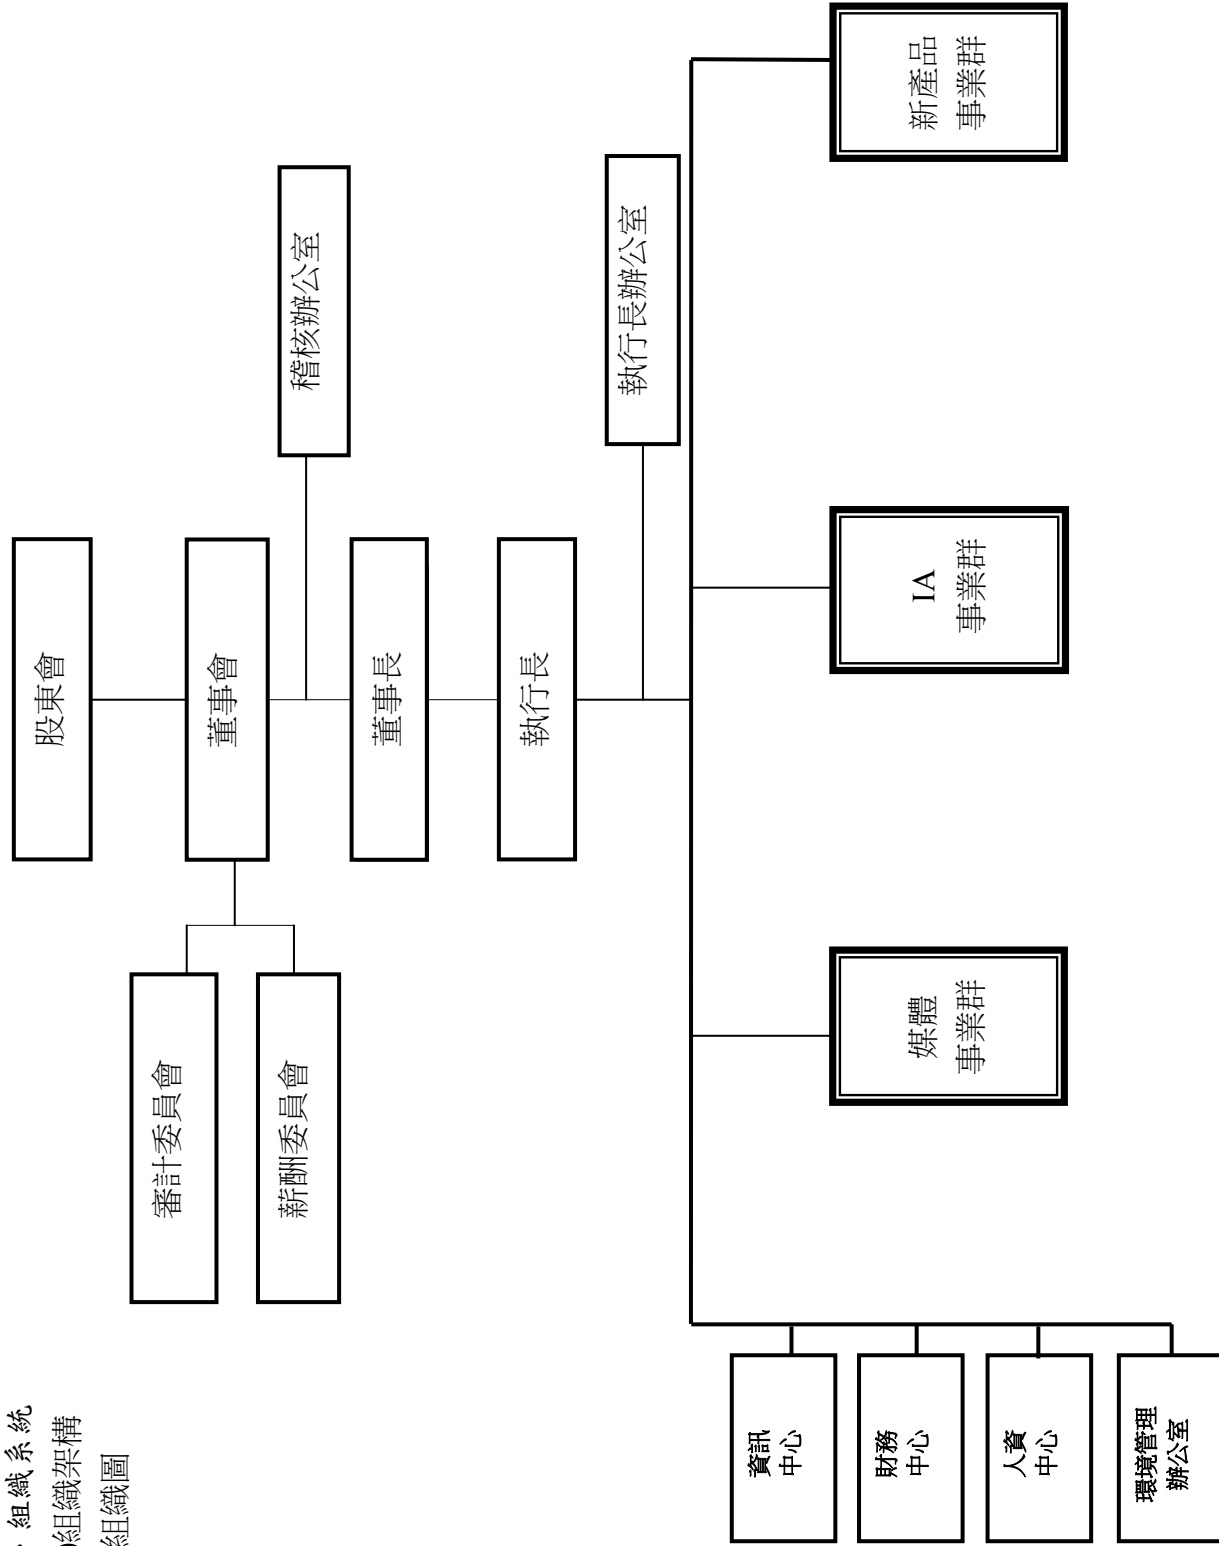 組織系統
組織架構
組織圖
股東會
董事會
審計委員會
薪酬委員會
稽核辦公室
董事長
執行長
執行長辦公室
資訊
中心
財務
中心
人資
中心
環境管理
辦公室
媒體
事業群
IA
事業群
新產品
事業群